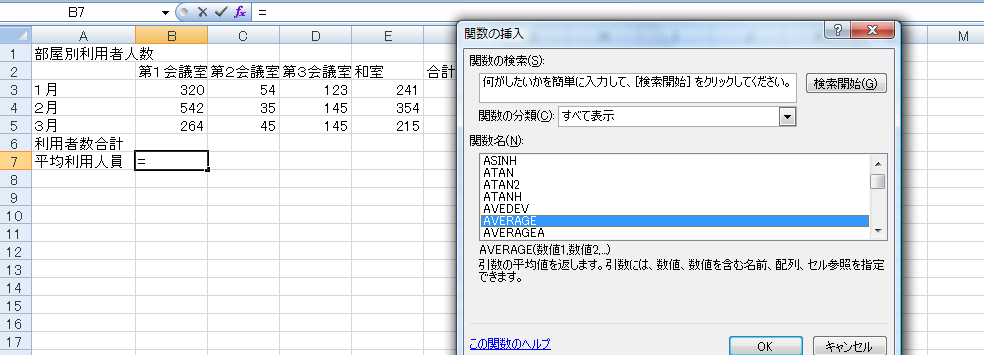 B7 fx =
A B C D E M
1 部屋別利用者人数
2 第1会議室 第2会議室 第3会議室 和室 合計
3 1月 320 54 123 241
4 2月 542 35 145 354
5 3月 264 45 145 215
6 利用者数合計
7 平均利用人員 =
8
9
10
11
12
13
14
15
16
17
関数の挿入
関数の検索(S):
何がしたいかを簡単に入力して、[検索開始] をクリックしてください。 検索開始(G)
関数の分類(C): すべて表示
関数名(N):
ASINH
ATAN
ATAN2
ATANH
AVEDEV
AVERAGE
AVERAGEA
AVERAGE(数値1,数値2,...)
引数の平均値を返します。引数には、数値、数値を含む名前、配列、セル参照を指定
できます。
この関数のヘルプ OK キャンセル